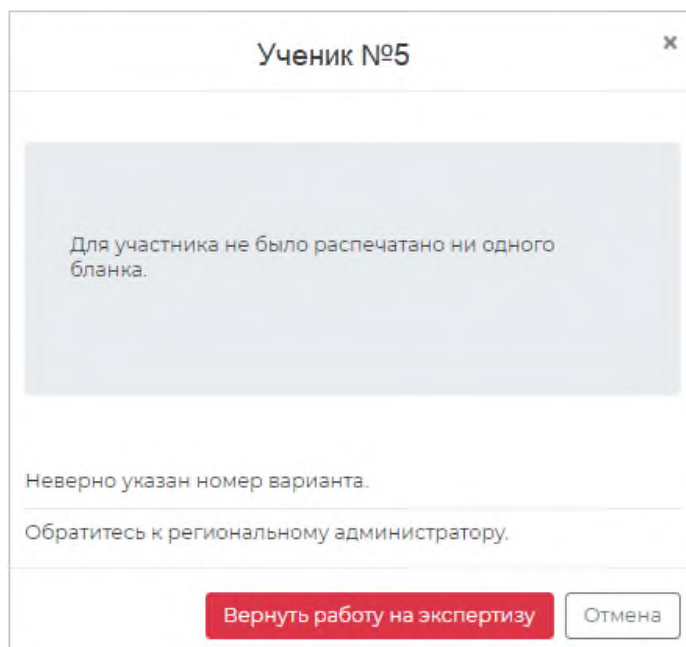 Ученик №5
×
Для участника не было распечатано ни одного
бланка.
Неверно указан номер варианта.
Обратитесь к региональному администратору.
Вернуть работу на экспертизу
Отмена